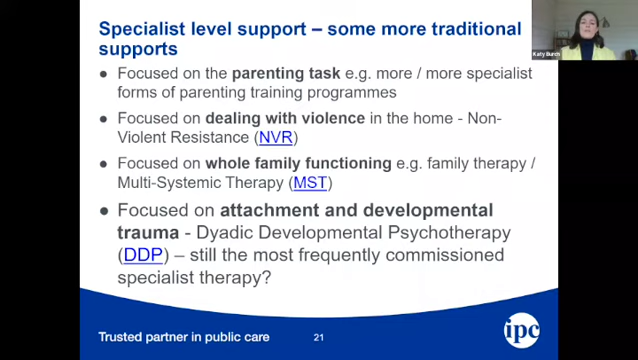 Specialist level support – some more traditional
supports
● Focused on the parenting task e.g. more / more specialist
forms of parenting training programmes
● Focused on dealing with violence in the home - Non-
Violent Resistance (NVR)
● Focused on whole family functioning e.g. family therapy /
Multi-Systemic Therapy (MST)
● Focused on attachment and developmental
trauma - Dyadic Developmental Psychotherapy
(DDP) – still the most frequently commissioned
specialist therapy?
Trusted partner in public care
21
ipc
Katy Burch